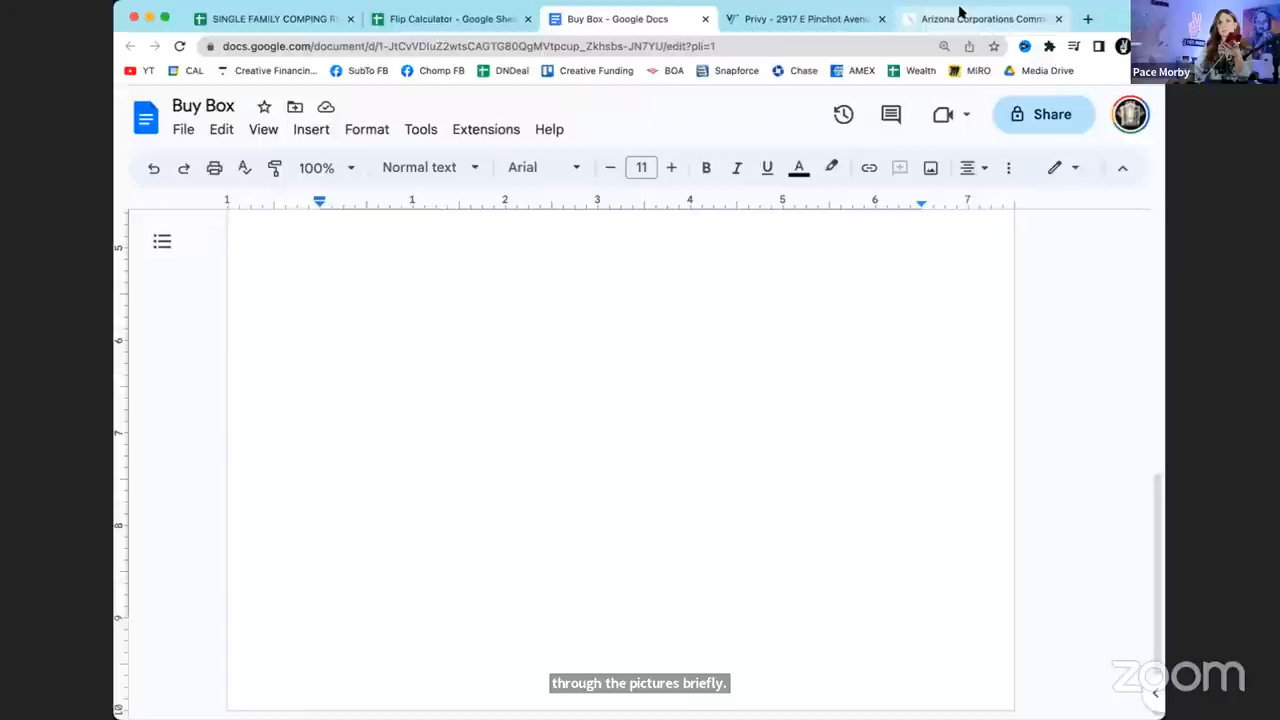 SINGLE FAMILY COMPING R
Flip Calculator - Google Shee
Buy Box - Google Docs
Privy - 2917 E Pinchot Avenu
Arizona Corporations Comm
docs.google.com/document/d/1-JtCvVDIuZ2wtsCAGTG80QgMVtpcup_Zkhsbs-JN7YU/edit?pli=1
YT CAL Creative Financin... SubTo FB Chomp FB DNDeal Creative Funding BOA Snapforce Chase AMEX Wealth MIRO Media Drive
Pace Morby
Buy Box
File Edit View Insert Format Tools Extensions Help
Share
100% Normal text Arial 11 B I U A
1 1 2 3 4 5 6 7
5
6
7
8
9
10
through the pictures briefly.
zoom